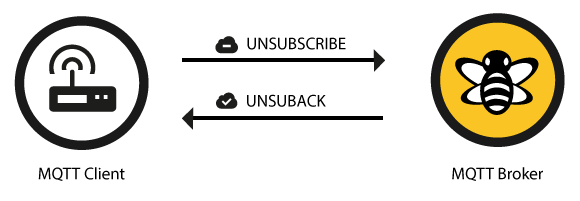 UNSUBSCRIBE
UNSUBACK
MQTT Client
MQTT Broker